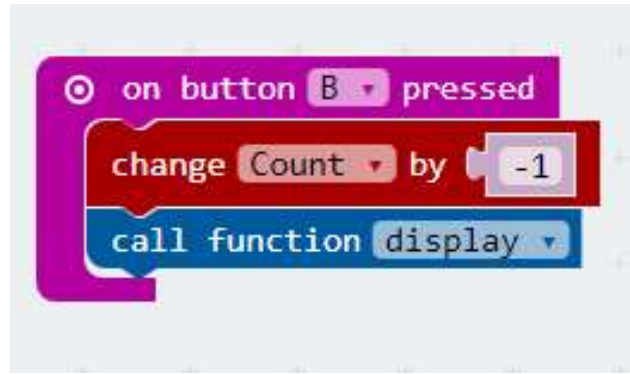 on button B pressed
change Count by -1
call function display